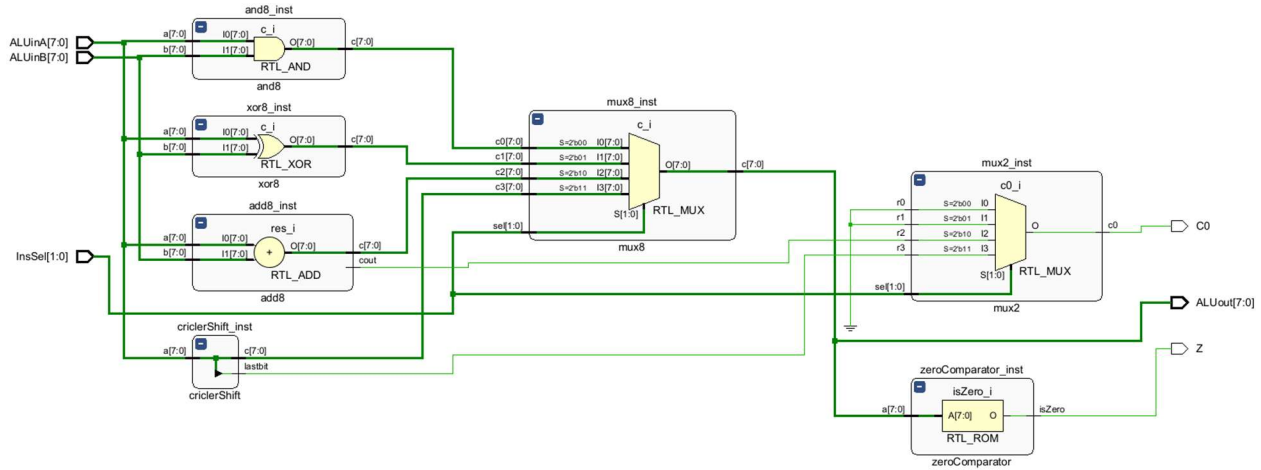 ALUinA[7:0]
ALUinB[7:0]
InsSel[1:0]
and8_inst
a[7:0]
b[7:0]
c_i
I0[7:0]
I1[7:0]
O[7:0]
c[7:0]
RTL_AND
and8
xor8_inst
a[7:0]
b[7:0]
c_i
I0[7:0]
I1[7:0]
O[7:0]
c[7:0]
RTL_XOR
xor8
add8_inst
a[7:0]
b[7:0]
res_i
I0[7:0]
I1[7:0]
+
O[7:0]
c[7:0]
cout
RTL_ADD
add8
criclerShift_inst
a[7:0]
c[7:0]
lastbit
criclerShift
mux8_inst
c_i
c0[7:0]
S=2'b00
I0[7:0]
c1[7:0]
S=2'b01
I1[7:0]
c2[7:0]
S=2'b10
I2[7:0]
c3[7:0]
S=2'b11
I3[7:0]
O[7:0]
c[7:0]
sel[1:0]
S[1:0]
RTL_MUX
mux8
mux2_inst
c0_i
r0
S=2'b00
I0
r1
S=2'b01
I1
r2
S=2'b10
I2
r3
S=2'b11
I3
O
c0
sel[1:0]
S[1:0]
RTL_MUX
mux2
zeroComparator_inst
isZero_i
a[7:0]
A[7:0]
O
isZero
RTL_ROM
zeroComparator
C0
ALUout[7:0]
Z